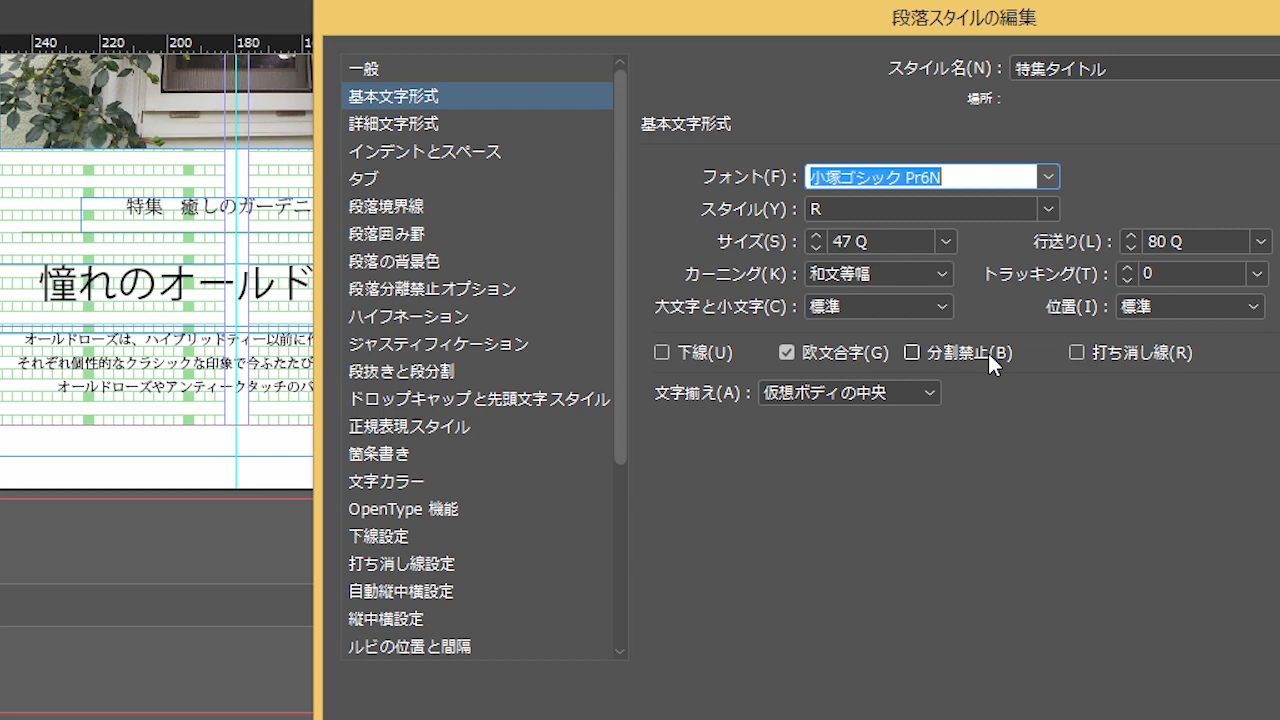 段落スタイルの編集
240 220 200 180 1
特集　癒しのガーデニ
憧れのオールド
オールドローズは、ハイブリッドティー以前に作
それぞれ個性的なクラシックな印象で今ふたたび
オールドローズやアンティークタッチのバ
一般
基本文字形式
詳細文字形式
インデントとスペース
タブ
段落境界線
段落囲み罫
段落の背景色
段落分離禁止オプション
ハイフネーション
ジャスティフィケーション
段抜きと段分割
ドロップキャップと先頭文字スタイル
正規表現スタイル
箇条書き
文字カラー
OpenType 機能
下線設定
打ち消し線設定
自動縦中横設定
縦中横設定
ルビの位置と間隔
スタイル名(N)： 特集タイトル
場所：
基本文字形式
フォント(F)： 小塚ゴシック Pr6N
スタイル(Y)： R
サイズ(S)： 47 Q 行送り(L)： 80 Q
カーニング(K)： 和文等幅 トラッキング(T)： 0
大文字と小文字(C)： 標準 位置(I)： 標準
下線(U) 欧文合字(G) 分割禁止(B) 打ち消し線(R)
文字揃え(A)： 仮想ボディの中央